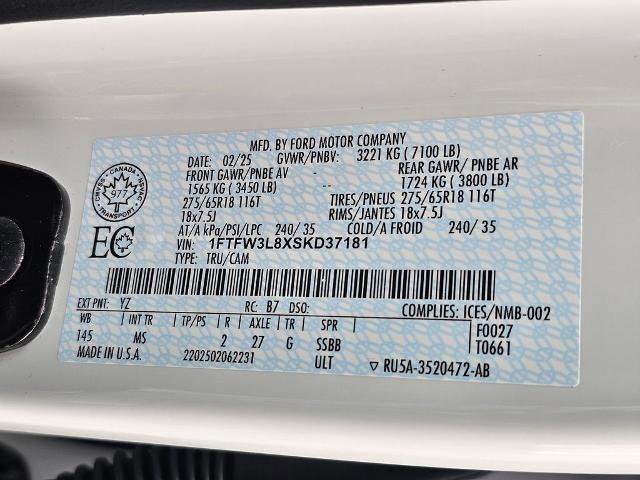 MFD. BY FORD MOTOR COMPANY
DATE: 02/25 GVWR/PNBV: 3221 KG (7100 LB)
FRONT GAWR/PNBE AV REAR GAWR/ PNBE AR
1565 KG (3450 LB) 1724 KG (3800 LB)
275/65R18 116T TIRES/PNEUS 275/65R18 116T
18x7.5J RIMS/JANTES 18x7.5J
AT/A kPa/PSI/LPC 240/ 35 COLD/A FROID 240/ 35
VIN: 1FTFW3L8XSKD37181
TYPE: TRU/CAM
CANADA
977
TRANSPORT
EC
EXT PNT: YZ RC: B7 DSO: COMPLIES: ICES/NMB-002
WB INT TR TP/PS R AXLE TR SPR F0027
145 MS 2 27 G SSBB T0661
MADE IN U.S.A. 2202502062231 ULT RU5A-3520472-AB